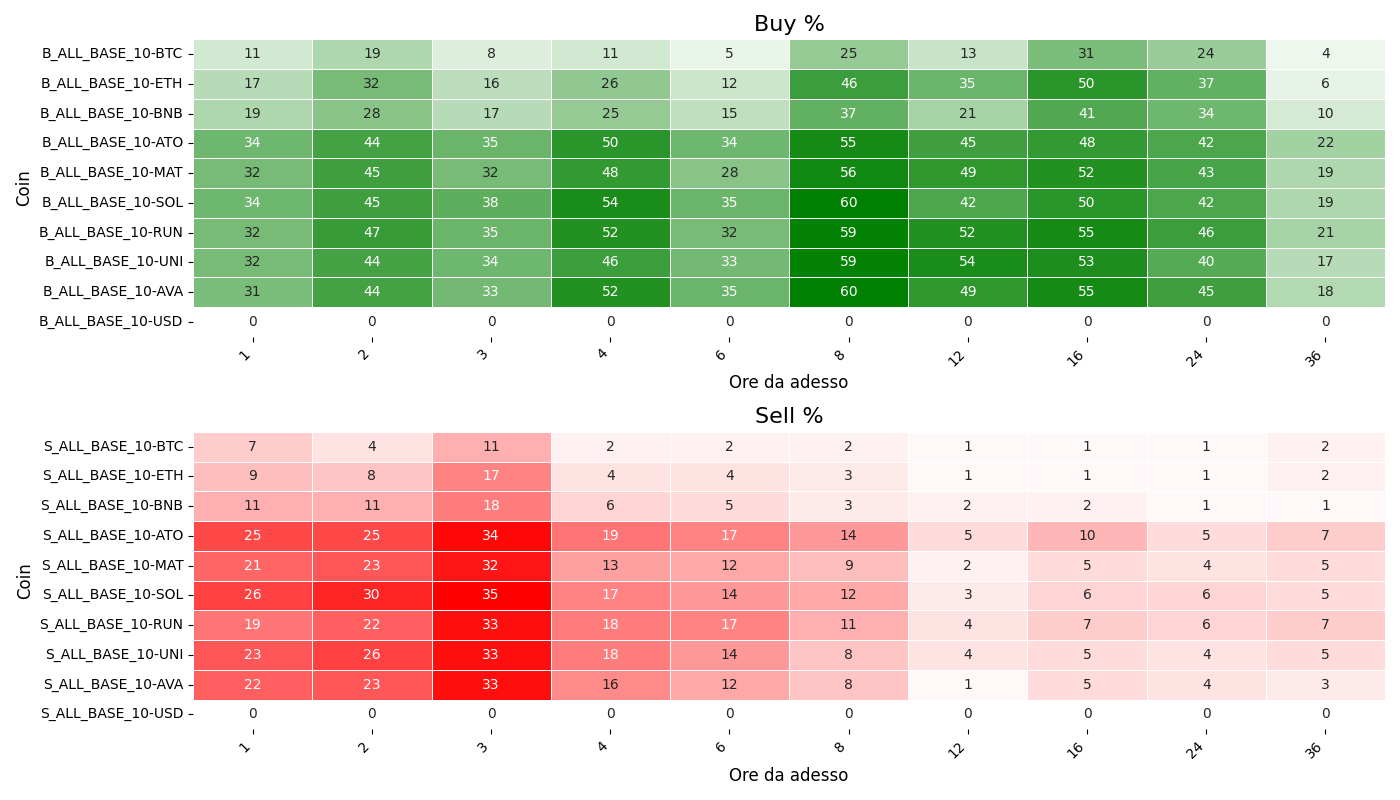 Buy %
Coin
B_ALL_BASE_10-BTC 11 19 8 11 5 25 13 31 24 4
B_ALL_BASE_10-ETH 17 32 16 26 12 46 35 50 37 6
B_ALL_BASE_10-BNB 19 28 17 25 15 37 21 41 34 10
B_ALL_BASE_10-ATO 34 44 35 50 34 55 45 48 42 22
B_ALL_BASE_10-MAT 32 45 32 48 28 56 49 52 43 19
B_ALL_BASE_10-SOL 34 45 38 54 35 60 42 50 42 19
B_ALL_BASE_10-RUN 32 47 35 52 32 59 52 55 46 21
B_ALL_BASE_10-UNI 32 44 34 46 33 59 54 53 40 17
B_ALL_BASE_10-AVA 31 44 33 52 35 60 49 55 45 18
B_ALL_BASE_10-USD 0 0 0 0 0 0 0 0 0 0
1 2 3 4 6 8 12 16 24 36
Ore da adesso
Sell %
Coin
S_ALL_BASE_10-BTC 7 4 11 2 2 2 1 1 1 2
S_ALL_BASE_10-ETH 9 8 17 4 4 3 1 1 1 2
S_ALL_BASE_10-BNB 11 11 18 6 5 3 2 2 1 1
S_ALL_BASE_10-ATO 25 25 34 19 17 14 5 10 5 7
S_ALL_BASE_10-MAT 21 23 32 13 12 9 2 5 4 5
S_ALL_BASE_10-SOL 26 30 35 17 14 12 3 6 6 5
S_ALL_BASE_10-RUN 19 22 33 18 17 11 4 7 6 7
S_ALL_BASE_10-UNI 23 26 33 18 14 8 4 5 4 5
S_ALL_BASE_10-AVA 22 23 33 16 12 8 1 5 4 3
S_ALL_BASE_10-USD 0 0 0 0 0 0 0 0 0 0
1 2 3 4 6 8 12 16 24 36
Ore da adesso